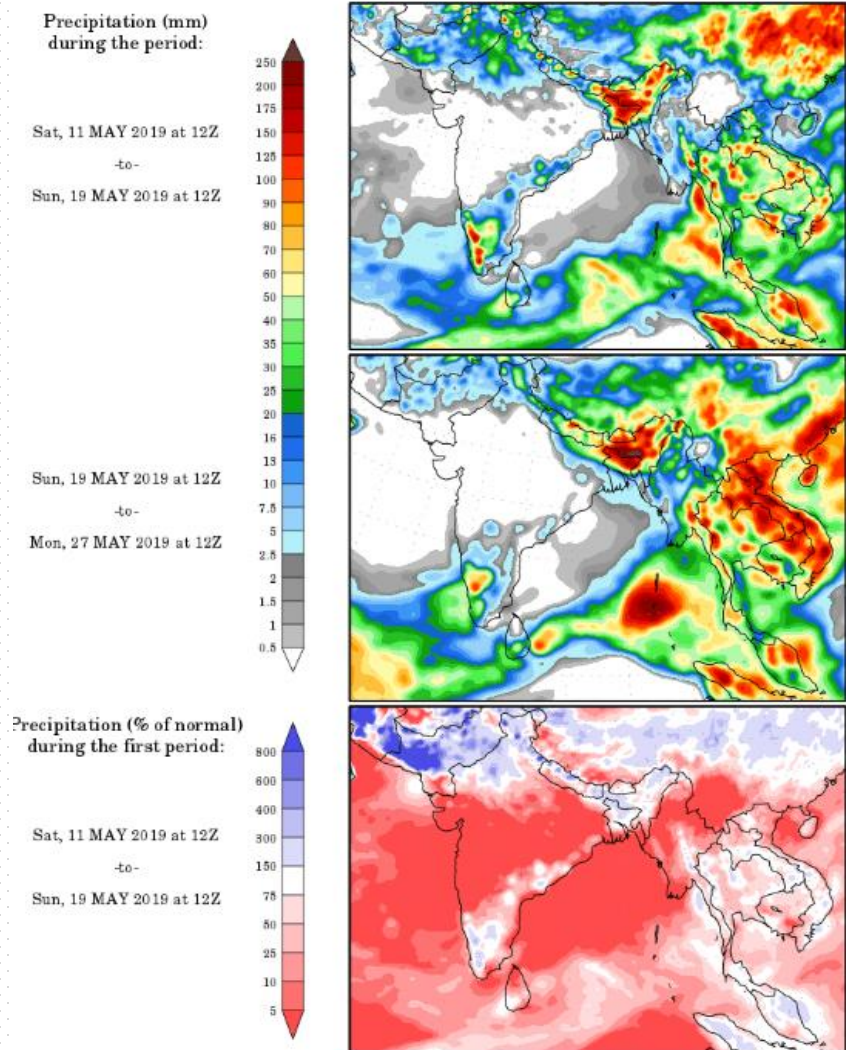 Precipitation (mm)
during the period:
Sat, 11 MAY 2019 at 12Z
-to-
Sun, 19 MAY 2019 at 12Z
250
200
175
150
125
100
90
80
70
60
50
40
35
30
25
20
16
13
10
7.5
5
2.5
2
1.5
1
0.5
Sun, 19 MAY 2019 at 12Z
-to-
Mon, 27 MAY 2019 at 12Z
Precipitation (% of normal)
during the first period:
Sat, 11 MAY 2019 at 12Z
-to-
Sun, 19 MAY 2019 at 12Z
800
600
400
300
150
75
50
25
10
5